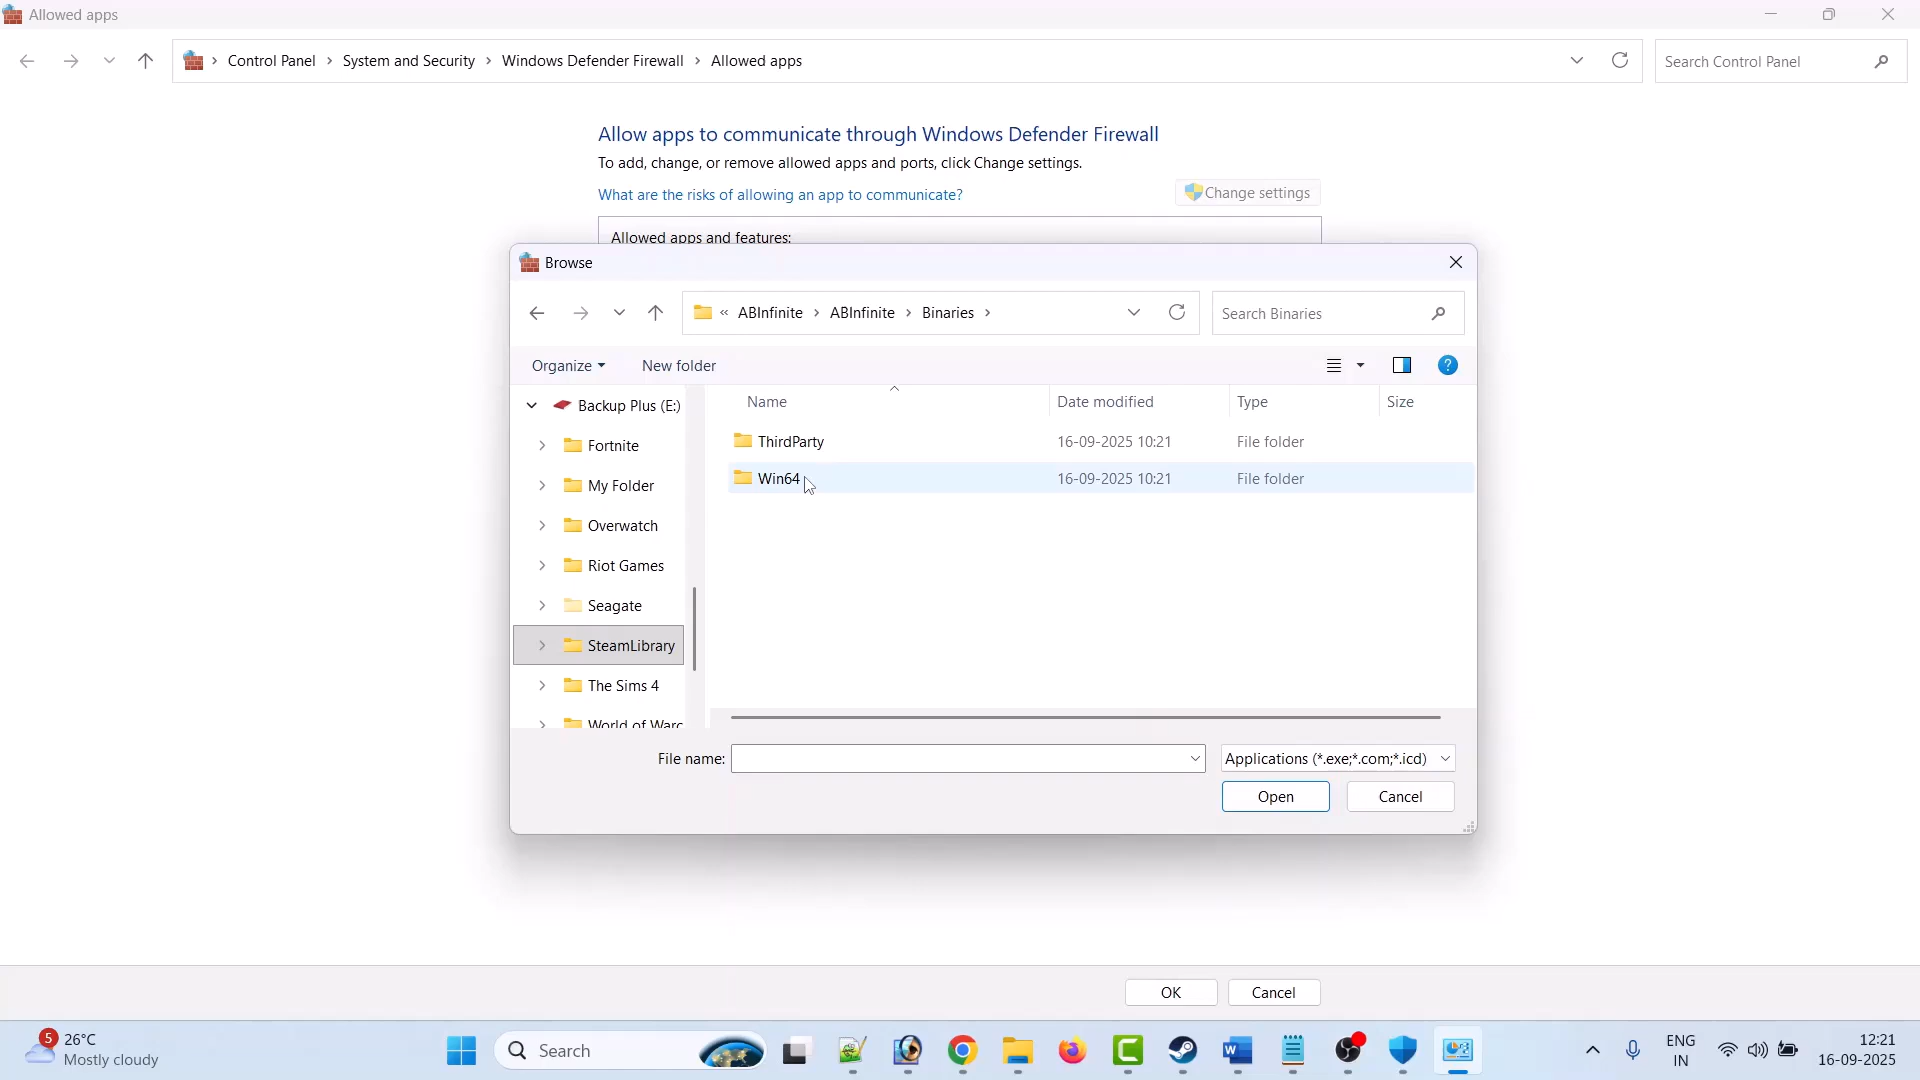 Allowed apps
Control Panel
System and Security
Windows Defender Firewall
Allowed apps
Search Control Panel
Allow apps to communicate through Windows Defender Firewall
To add, change, or remove allowed apps and ports, click Change settings.
What are the risks of allowing an app to communicate?
Change settings
Allowed apps and features:
Browse
« ABInfinite
ABInfinite
Binaries
Search Binaries
Organize
New folder
Backup Plus (E:)
Fortnite
My Folder
Overwatch
Riot Games
Seagate
SteamLibrary
The Sims 4
World of Warc
Name
Date modified
Type
Size
ThirdParty
16-09-2025 10:21
File folder
Win64
16-09-2025 10:21
File folder
File name:
Applications (*.exe;*.com;*.icd)
Open
Cancel
OK
Cancel
5
26°C
Mostly cloudy
Search
ENG
IN
12:21
16-09-2025